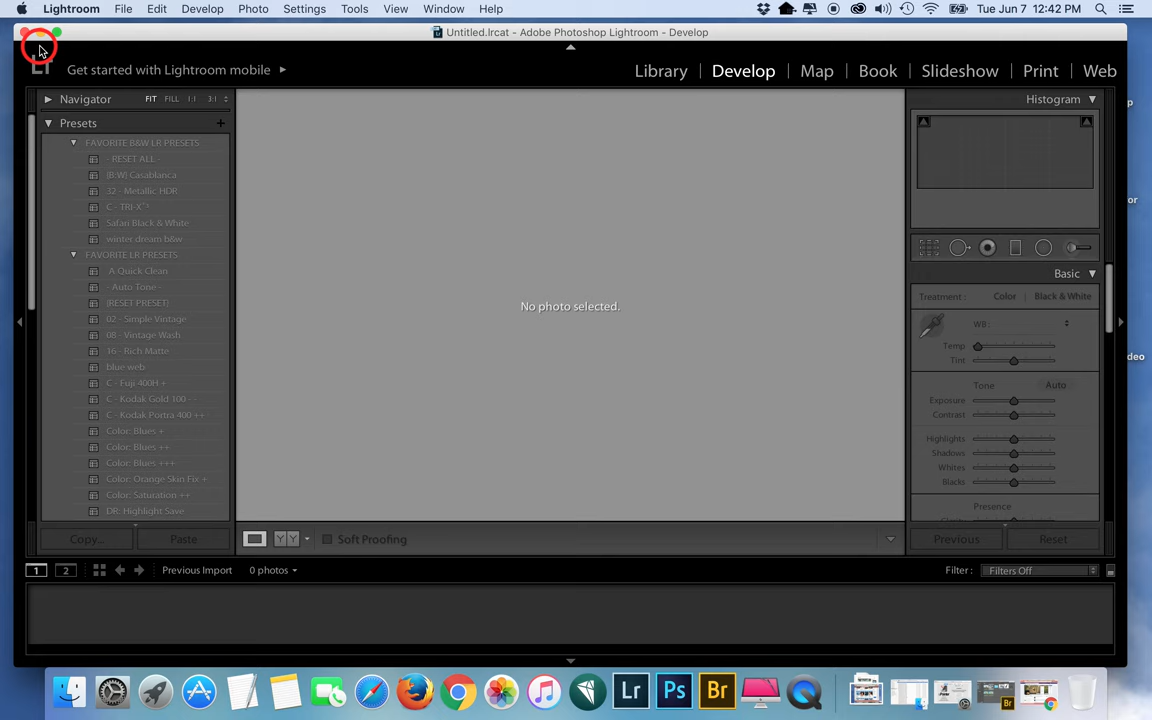 Lightroom File Edit Develop Photo Settings Tools View Window Help Tue Jun 7 12:42 PM
Untitled.lrcat - Adobe Photoshop Lightroom - Develop
Get started with Lightroom mobile
Library Develop Map Book Slideshow Print Web
Navigator FIT FILL 1:1 3:1
Presets +
FAVORITE B&W LR PRESETS
- RESET ALL -
{B:W} Casablanca
32 - Metallic HDR
C - TRI-X
Safari Black & White
winter dream b&w
FAVORITE LR PRESETS
A Quick Clean
- Auto Tone -
{RESET PRESET}
02 - Simple Vintage
08 - Vintage Wash
16 - Rich Matte
blue web
C - Fuji 400H +
C - Kodak Gold 100 - -
C - Kodak Portra 400 ++
Color: Blues +
Color: Blues ++
Color: Blues +++
Color: Orange Skin Fix +
Color: Saturation ++
DR: Highlight Save
Copy... Paste
No photo selected.
Soft Proofing
Histogram
Basic
Treatment : Color | Black & White
WB :
Temp
Tint
Tone Auto
Exposure
Contrast
Highlights
Shadows
Whites
Blacks
Presence
Previous Reset
1 2 Previous Import 0 photos Filter : Filters Off
or
deo
Lr Ps Br